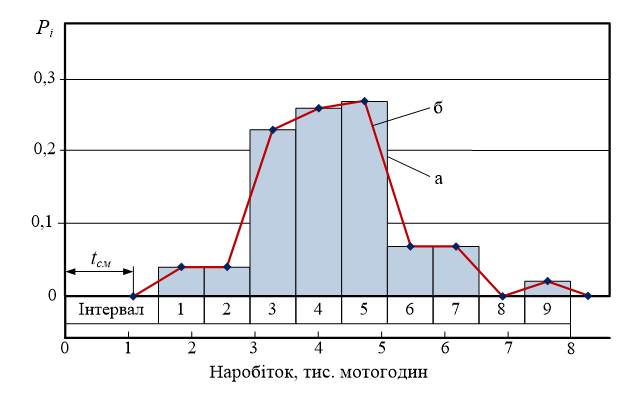 P_i
0,3
0,2
0,1
0
б
а
t_см
Інтервал 1 2 3 4 5 6 7 8 9
0 1 2 3 4 5 6 7 8
Наробіток, тис. мотогодин